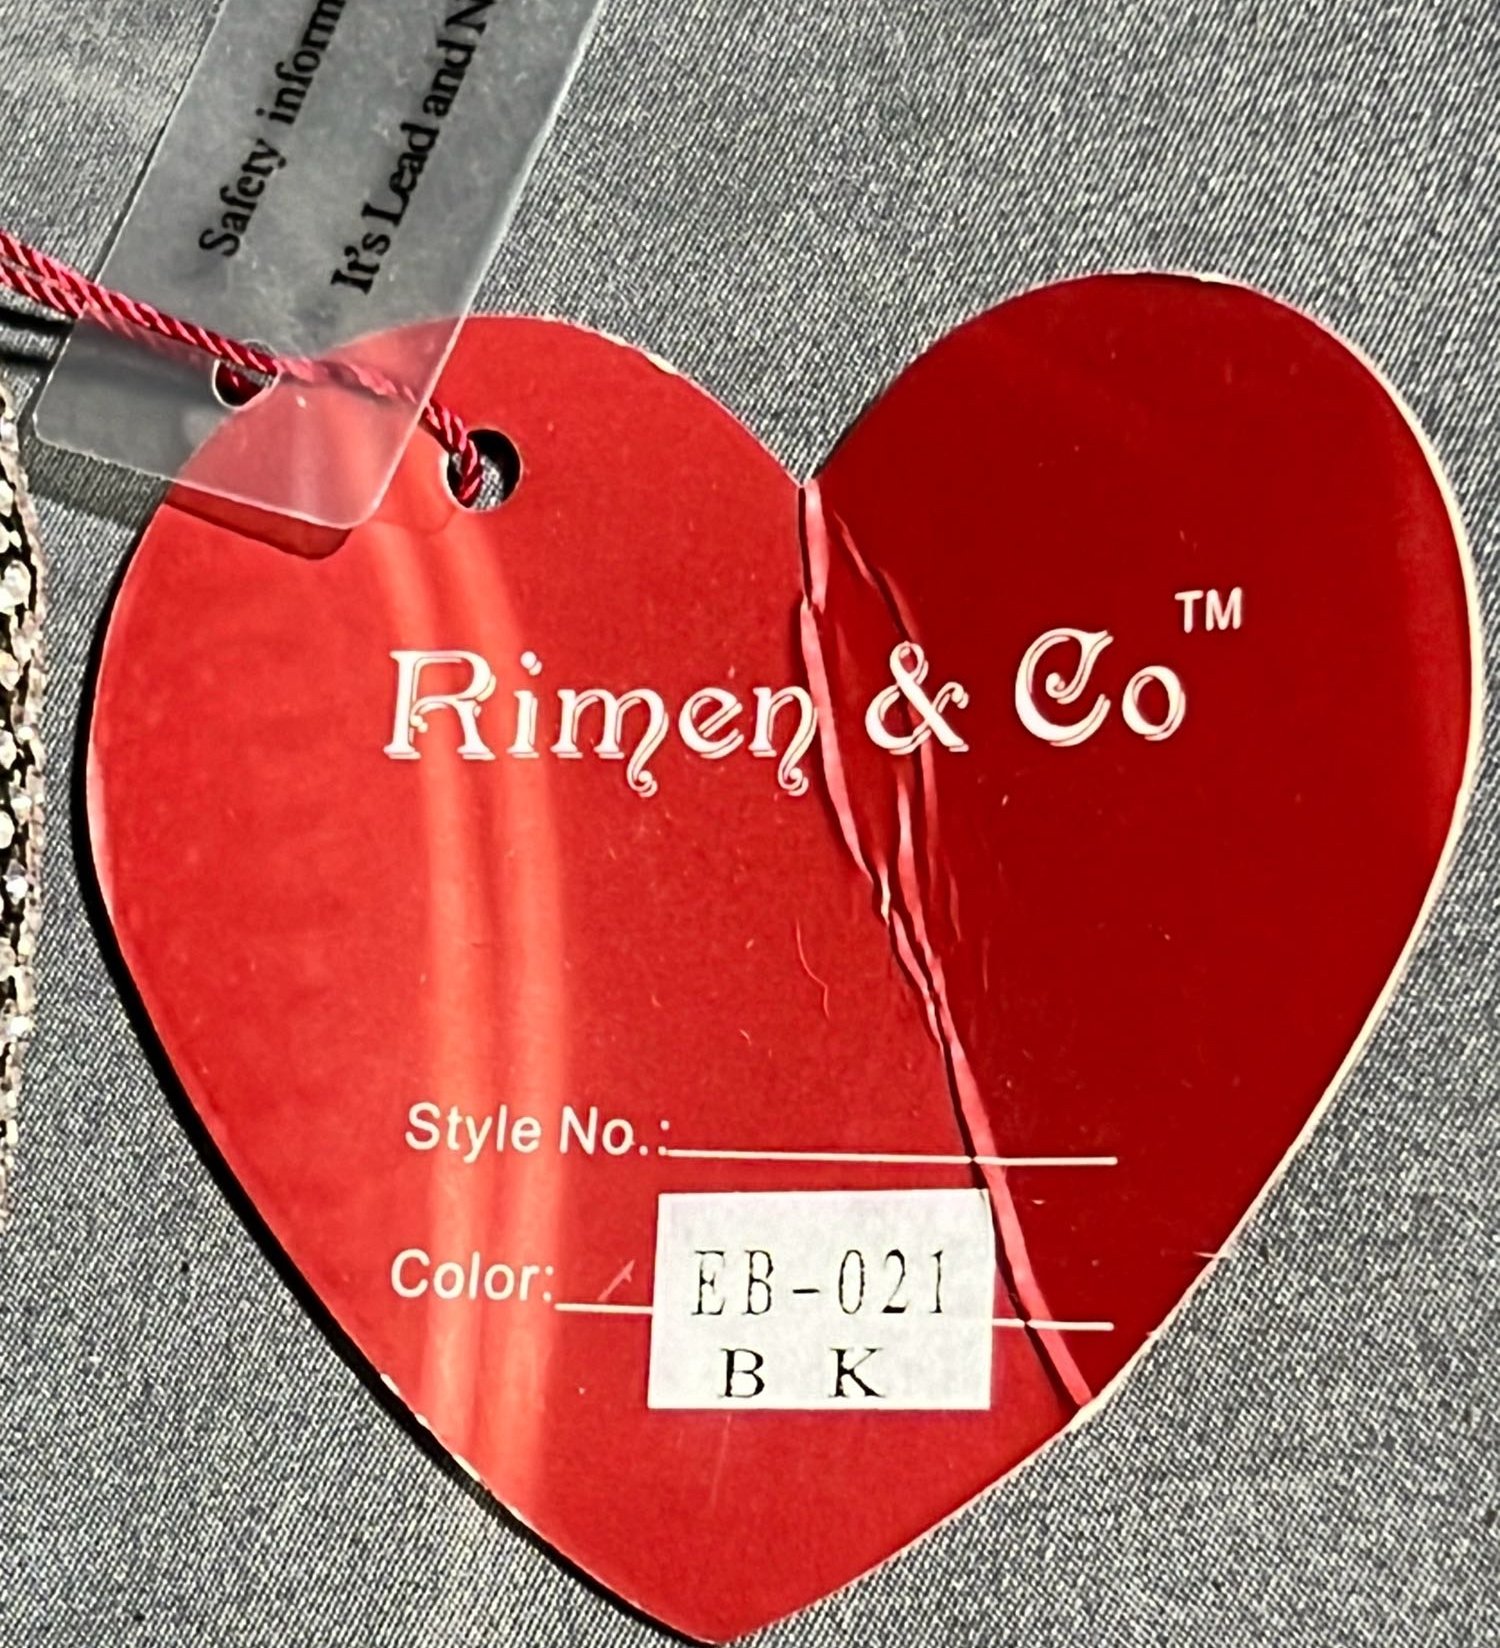 Safety inform
It's Lead and N
Rimen & Co™
Style No.:
Color:
EB-021
B K